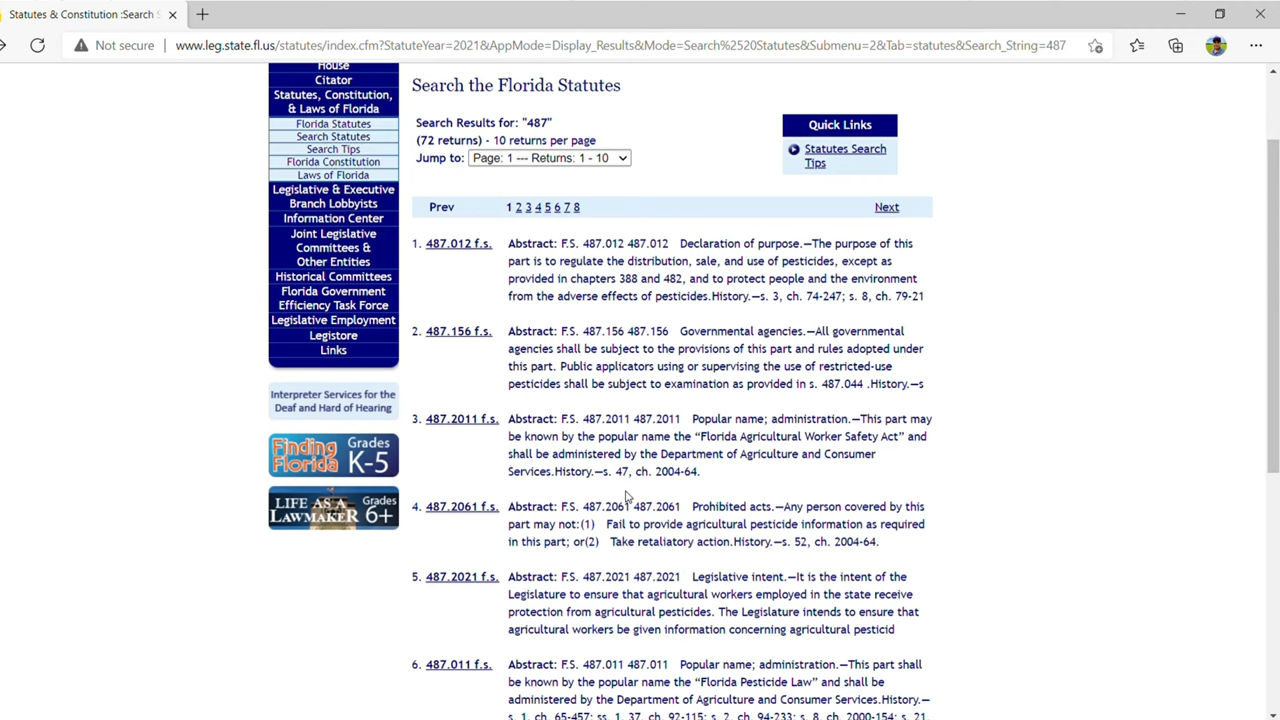 Statutes & Constitution :Search S
Not secure
www.leg.state.fl.us/statutes/index.cfm?StatuteYear=2021&AppMode=Display_Results&Mode=Search%2520Statutes&Submenu=2&Tab=statutes&Search_String=487
House
Citator
Statutes, Constitution,
& Laws of Florida
Florida Statutes
Search Statutes
Search Tips
Florida Constitution
Laws of Florida
Legislative & Executive
Branch Lobbyists
Information Center
Joint Legislative
Committees &
Other Entities
Historical Committees
Florida Government
Efficiency Task Force
Legislative Employment
Legistore
Links
Interpreter Services for the
Deaf and Hard of Hearing
Finding
Florida
Grades
K-5
LIFE AS A
LAWMAKER
Grades
6+
Search the Florida Statutes
Search Results for: "487"
(72 returns) - 10 returns per page
Jump to: Page: 1 --- Returns: 1 - 10
Quick Links
Statutes Search
Tips
Prev 1 2 3 4 5 6 7 8 Next
1. 487.012 f.s. Abstract: F.S. 487.012 487.012 Declaration of purpose.—The purpose of this
part is to regulate the distribution, sale, and use of pesticides, except as
provided in chapters 388 and 482, and to protect people and the environment
from the adverse effects of pesticides.History.—s. 3, ch. 74-247; s. 8, ch. 79-21
2. 487.156 f.s. Abstract: F.S. 487.156 487.156 Governmental agencies.—All governmental
agencies shall be subject to the provisions of this part and rules adopted under
this part. Public applicators using or supervising the use of restricted-use
pesticides shall be subject to examination as provided in s. 487.044 .History.—s
3. 487.2011 f.s. Abstract: F.S. 487.2011 487.2011 Popular name; administration.—This part may
be known by the popular name the “Florida Agricultural Worker Safety Act” and
shall be administered by the Department of Agriculture and Consumer
Services.History.—s. 47, ch. 2004-64.
4. 487.2061 f.s. Abstract: F.S. 487.2061 487.2061 Prohibited acts.—Any person covered by this
part may not:(1) Fail to provide agricultural pesticide information as required
in this part; or(2) Take retaliatory action.History.—s. 52, ch. 2004-64.
5. 487.2021 f.s. Abstract: F.S. 487.2021 487.2021 Legislative intent.—It is the intent of the
Legislature to ensure that agricultural workers employed in the state receive
protection from agricultural pesticides. The Legislature intends to ensure that
agricultural workers be given information concerning agricultural pesticid
6. 487.011 f.s. Abstract: F.S. 487.011 487.011 Popular name; administration.—This part shall
be known by the popular name the “Florida Pesticide Law” and shall be
administered by the Department of Agriculture and Consumer Services.History.—
s. 1, ch. 65-457; ss. 1, 37, ch. 92-115; s. 2, ch. 94-233; s. 8, ch. 2000-154; s. 21,